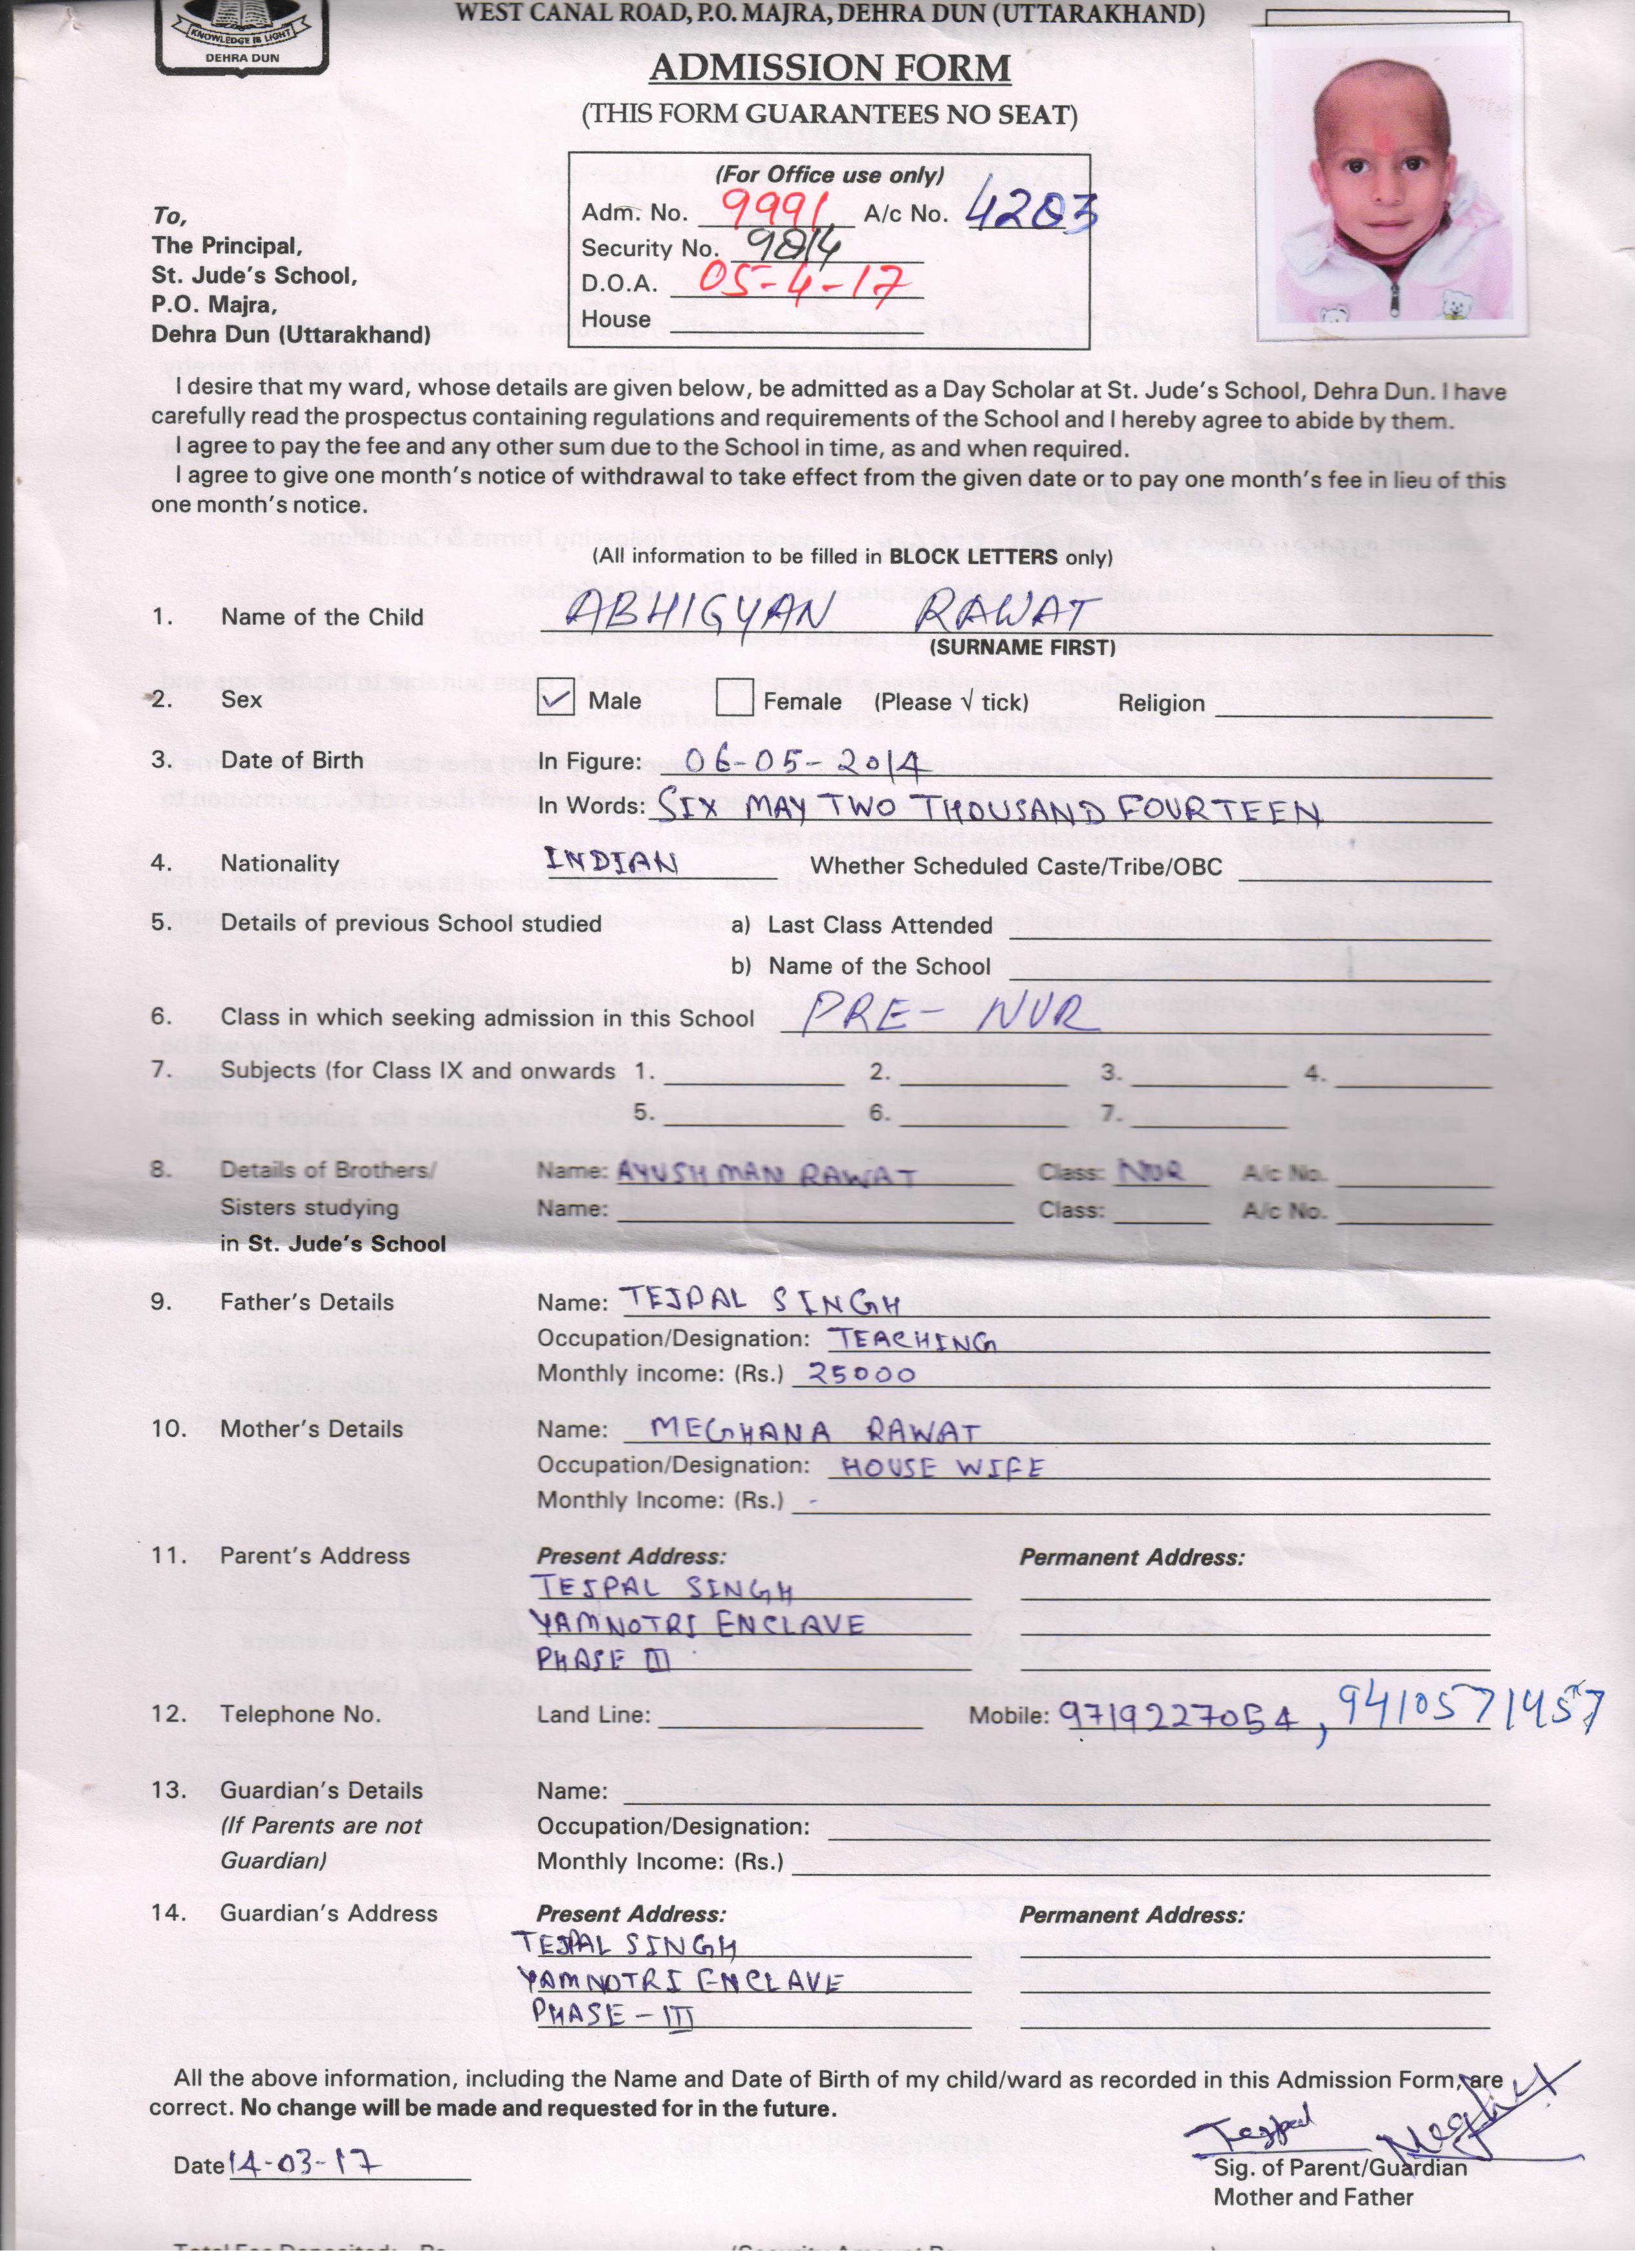 WEST CANAL ROAD, P.O. MAJRA, DEHRA DUN (UTTARAKHAND)
KNOWLEDGE IS LIGHT
DEHRA DUN
ADMISSION FORM
(THIS FORM GUARANTEES NO SEAT)
(For Office use only)
Adm. No. 9991 A/c No. 4203
Security No. 9814
D.O.A. 05-4-17
House
To,
The Principal,
St. Jude's School,
P.O. Majra,
Dehra Dun (Uttarakhand)
I desire that my ward, whose details are given below, be admitted as a Day Scholar at St. Jude's School, Dehra Dun. I have
carefully read the prospectus containing regulations and requirements of the School and I hereby agree to abide by them.
I agree to pay the fee and any other sum due to the School in time, as and when required.
I agree to give one month's notice of withdrawal to take effect from the given date or to pay one month's fee in lieu of this
one month's notice.
(All information to be filled in BLOCK LETTERS only)
1. Name of the Child ABHIGYAN RAWAT
(SURNAME FIRST)
2. Sex ✓ Male Female (Please √ tick) Religion
3. Date of Birth In Figure: 06-05-2014
In Words: SIX MAY TWO THOUSAND FOURTEEN
4. Nationality INDIAN Whether Scheduled Caste/Tribe/OBC
5. Details of previous School studied a) Last Class Attended
b) Name of the School
6. Class in which seeking admission in this School PRE- NUR
7. Subjects (for Class IX and onwards 1. 2. 3. 4.
5. 6. 7.
8. Details of Brothers/ Name: AYUSHMAN RAWAT Class: NUR A/c No.
Sisters studying Name: Class: A/c No.
in St. Jude's School
9. Father's Details Name: TEJPAL SINGH
Occupation/Designation: TEACHING
Monthly income: (Rs.) 25000
10. Mother's Details Name: MEGHANA RAWAT
Occupation/Designation: HOUSE WIFE
Monthly Income: (Rs.) -
11. Parent's Address Present Address: Permanent Address:
TEJPAL SINGH
YAMNOTRI ENCLAVE
PHASE III
12. Telephone No. Land Line: Mobile: 9719227054, 9410571457
13. Guardian's Details Name:
(If Parents are not Occupation/Designation:
Guardian) Monthly Income: (Rs.)
14. Guardian's Address Present Address: Permanent Address:
TEJPAL SINGH
YAMNOTRI ENCLAVE
PHASE - III
All the above information, including the Name and Date of Birth of my child/ward as recorded in this Admission Form, are
correct. No change will be made and requested for in the future.
Tejpal
Date 14-03-17
Sig. of Parent/Guardian
Mother and Father